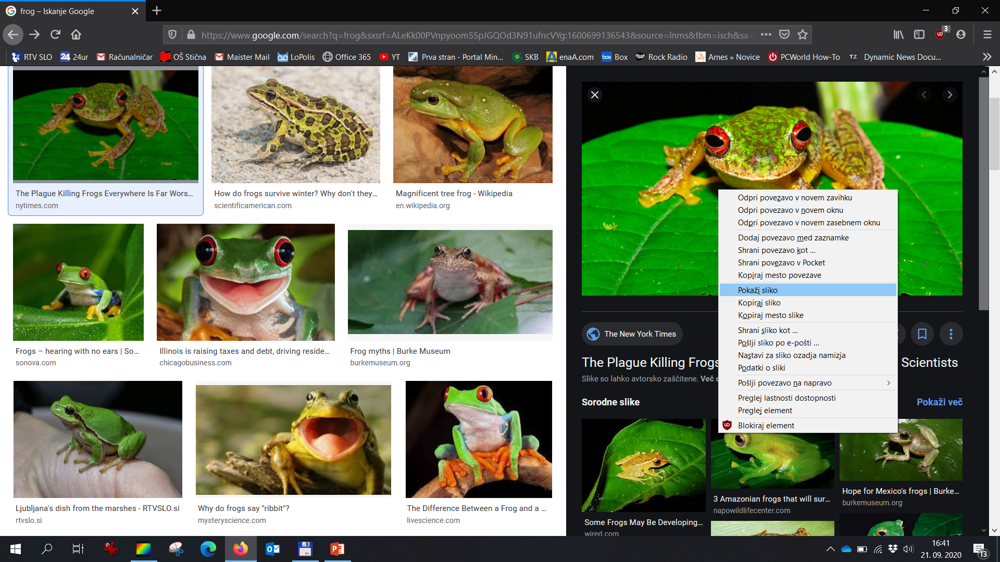 frog – Iskanje Google
https://www.google.com/search?q=frog&sxsrf=ALeKk00PVnpyoom55pJGQOd3N91ufncVYg:1600699136543&source=lnms&tbm=isch&sa=
3
RTV SLO
24 24ur
Računalničar
OŠ Stična
Maister Mail
LoPolis
Office 365
YT
Prva stran - Portal Min...
SKB
enaA.com
box Box
Rock Radio
Arnes » Novice
PCWorld How-To
TZ Dynamic News Docu...
The Plague Killing Frogs Everywhere Is Far Wors...
nytimes.com
How do frogs survive winter? Why don't they...
scientificamerican.com
Magnificent tree frog - Wikipedia
en.wikipedia.org
Frogs – hearing with no ears | So...
sonova.com
Illinois is raising taxes and debt, driving reside...
chicagobusiness.com
Frog myths | Burke Museum
burkemuseum.org
Ljubljana's dish from the marshes - RTVSLO.si
rtvslo.si
Why do frogs say "ribbit"?
mysteryscience.com
The Difference Between a Frog and a ...
livescience.com
Odpri povezavo v novem zavihku
Odpri povezavo v novem oknu
Odpri povezavo v novem zasebnem oknu
Dodaj povezavo med zaznamke
Shrani povezavo kot ...
Shrani povezavo v Pocket
Kopiraj mesto povezave
Pokaži sliko
Kopiraj sliko
Kopiraj mesto slike
Shrani sliko kot ...
Pošlji sliko po e-pošti ...
Nastavi za sliko ozadja namizja
Podatki o sliki
Pošlji povezavo na napravo
Preglej lastnosti dostopnosti
Preglej element
Blokiraj element
The New York Times
The Plague Killing Frogs Scientists
Slike so lahko avtorsko zaščitene. Več
Sorodne slike
Pokaži več
Some Frogs May Be Developing...
wired.com
3 Amazonian frogs that will sur...
napowildlifecenter.com
Hope for Mexico's frogs | Burke...
burkemuseum.org
64
16:41
21. 09. 2020
13